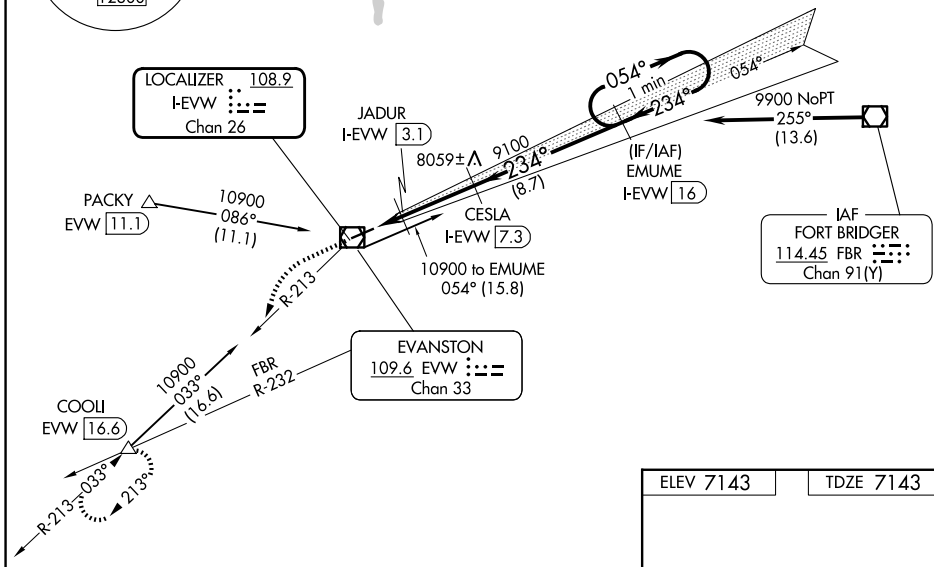 12000
LOCALIZER 108.9
I-EVW
Chan 26
JADUR
I-EVW 3.1
8059±
9100
234°
(8.7)
054°
1 min
234°
054°
9900 NoPT
255°
(13.6)
(IF/IAF)
EMUME
I-EVW 16
PACKY
EVW 11.1
10900
086°
(11.1)
CESLA
I-EVW 7.3
10900 to EMUME
054° (15.8)
IAF
FORT BRIDGER
114.45 FBR
Chan 91(Y)
R-213
EVANSTON
109.6 EVW
Chan 33
10900
033°
(16.6)
FBR
R-232
COOLI
EVW 16.6
R-213
033°
213°
ELEV 7143
TDZE 7143